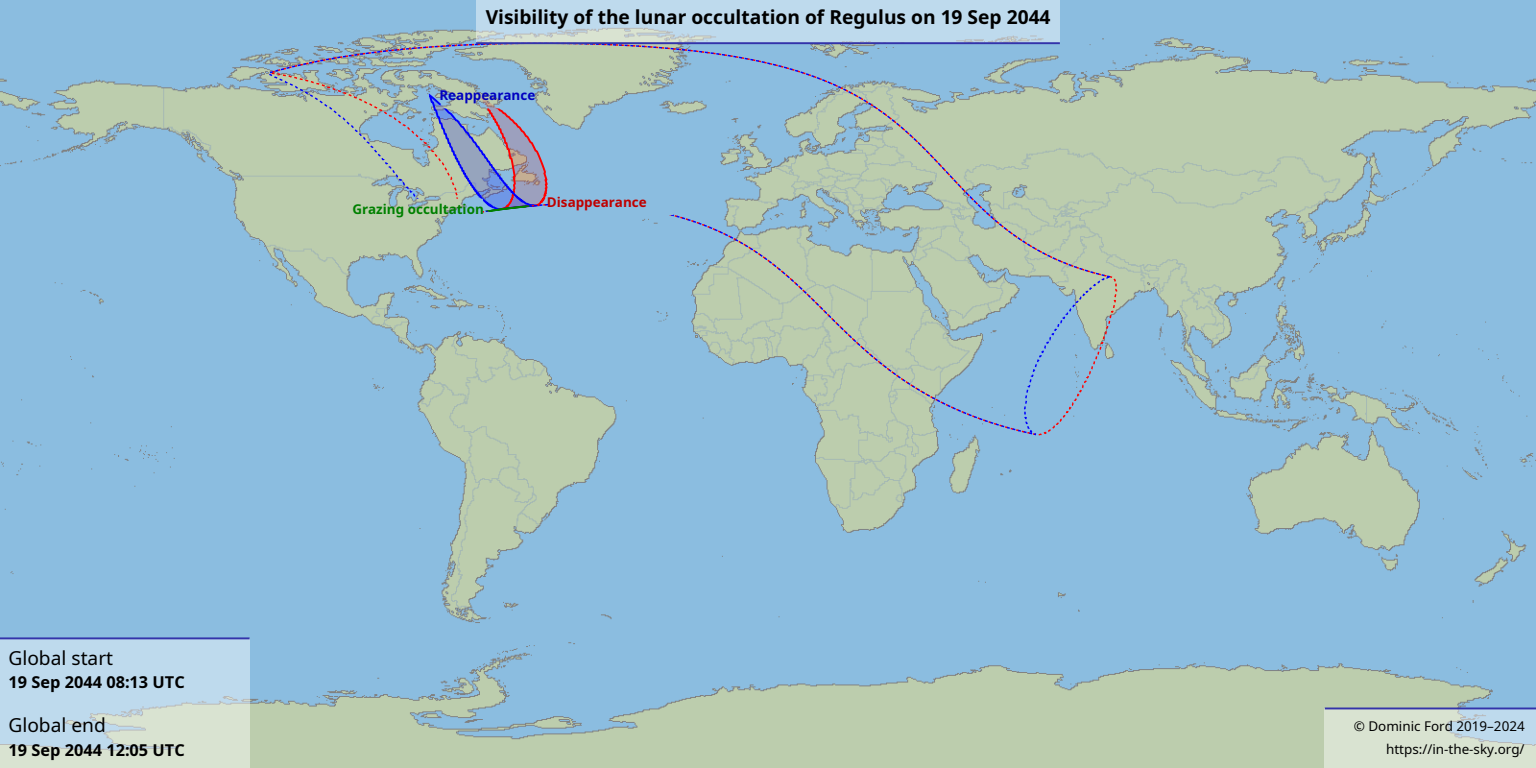 Visibility of the lunar occultation of Regulus on 19 Sep 2044
Reappearance
Disappearance
Grazing occultation
Global start
19 Sep 2044 08:13 UTC
Global end
19 Sep 2044 12:05 UTC
© Dominic Ford 2019–2024
https://in-the-sky.org/